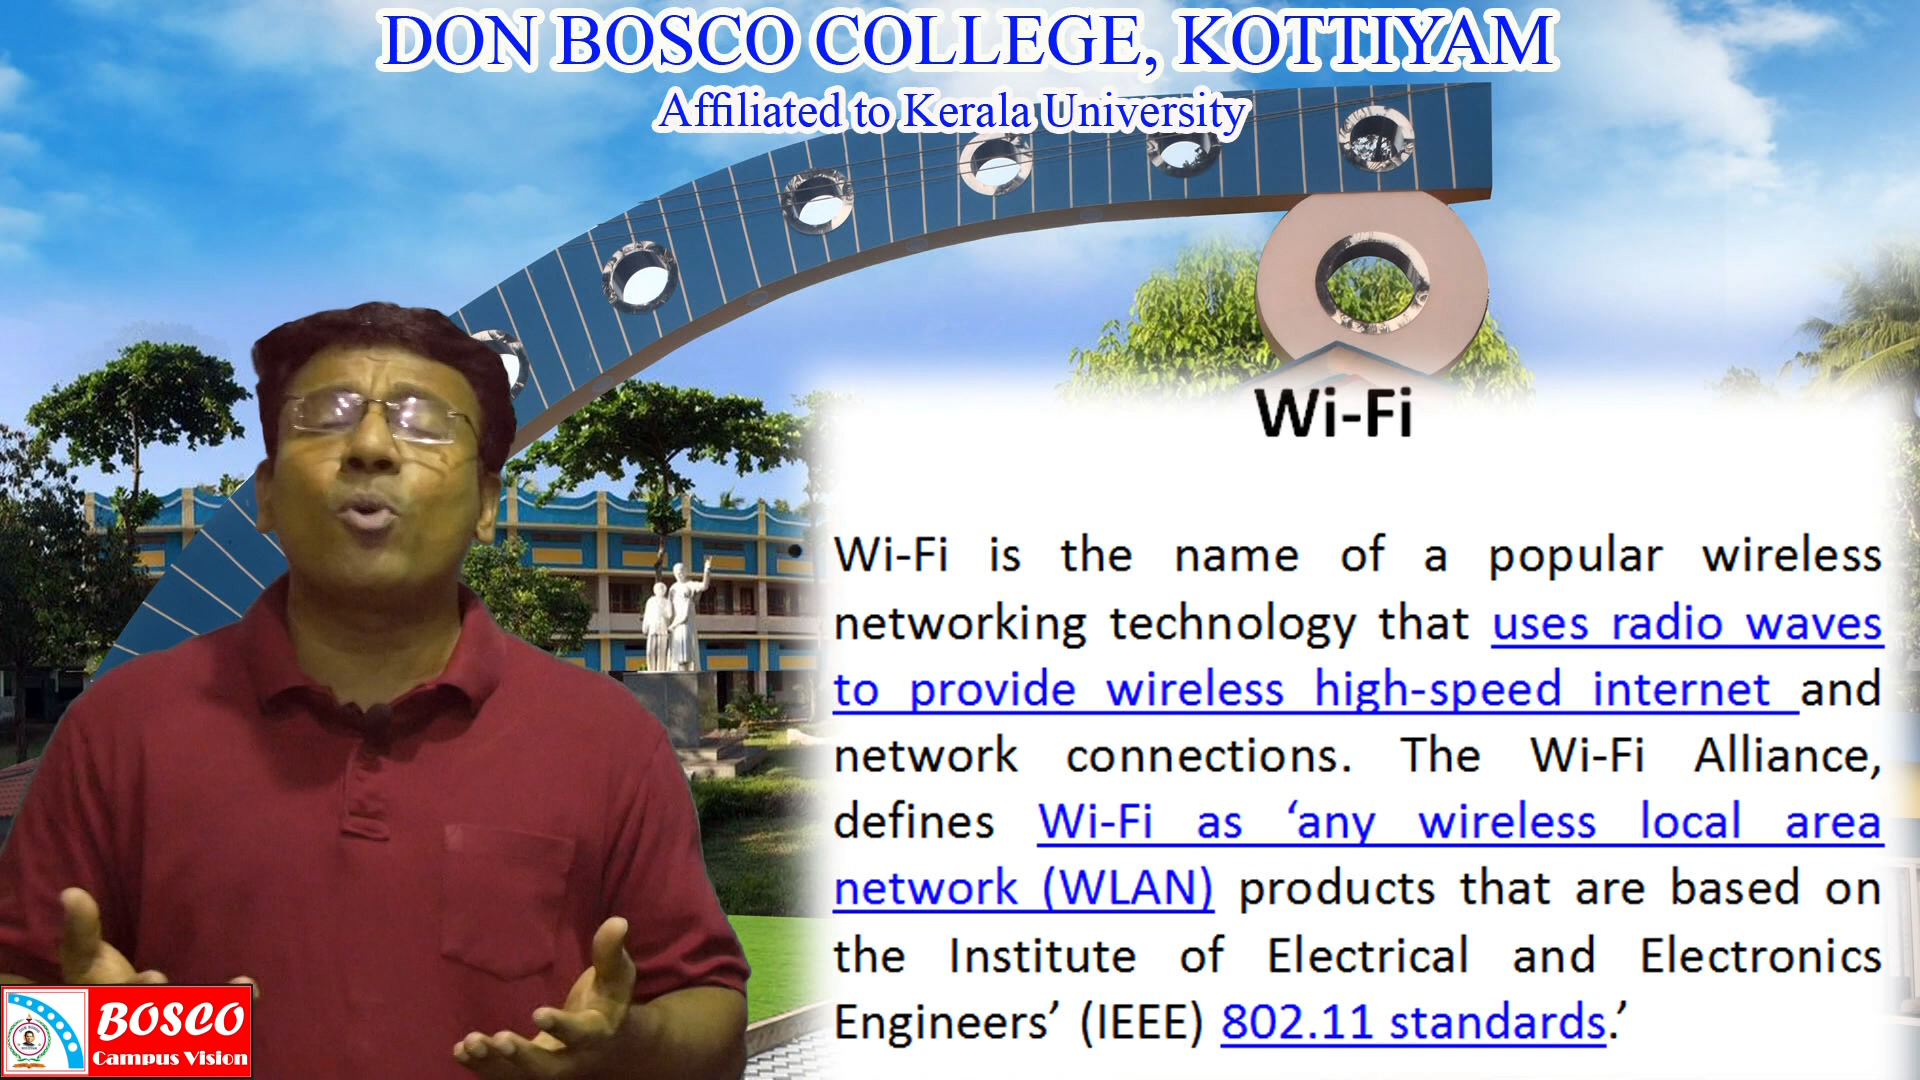 DON BOSCO COLLEGE, KOTTIYAM
Affiliated to Kerala University
Wi-Fi
• Wi-Fi is the name of a popular wireless
networking technology that uses radio waves
to provide wireless high-speed internet and
network connections. The Wi-Fi Alliance,
defines Wi-Fi as ‘any wireless local area
network (WLAN) products that are based on
the Institute of Electrical and Electronics
Engineers’ (IEEE) 802.11 standards.’
BOSCO
Campus Vision